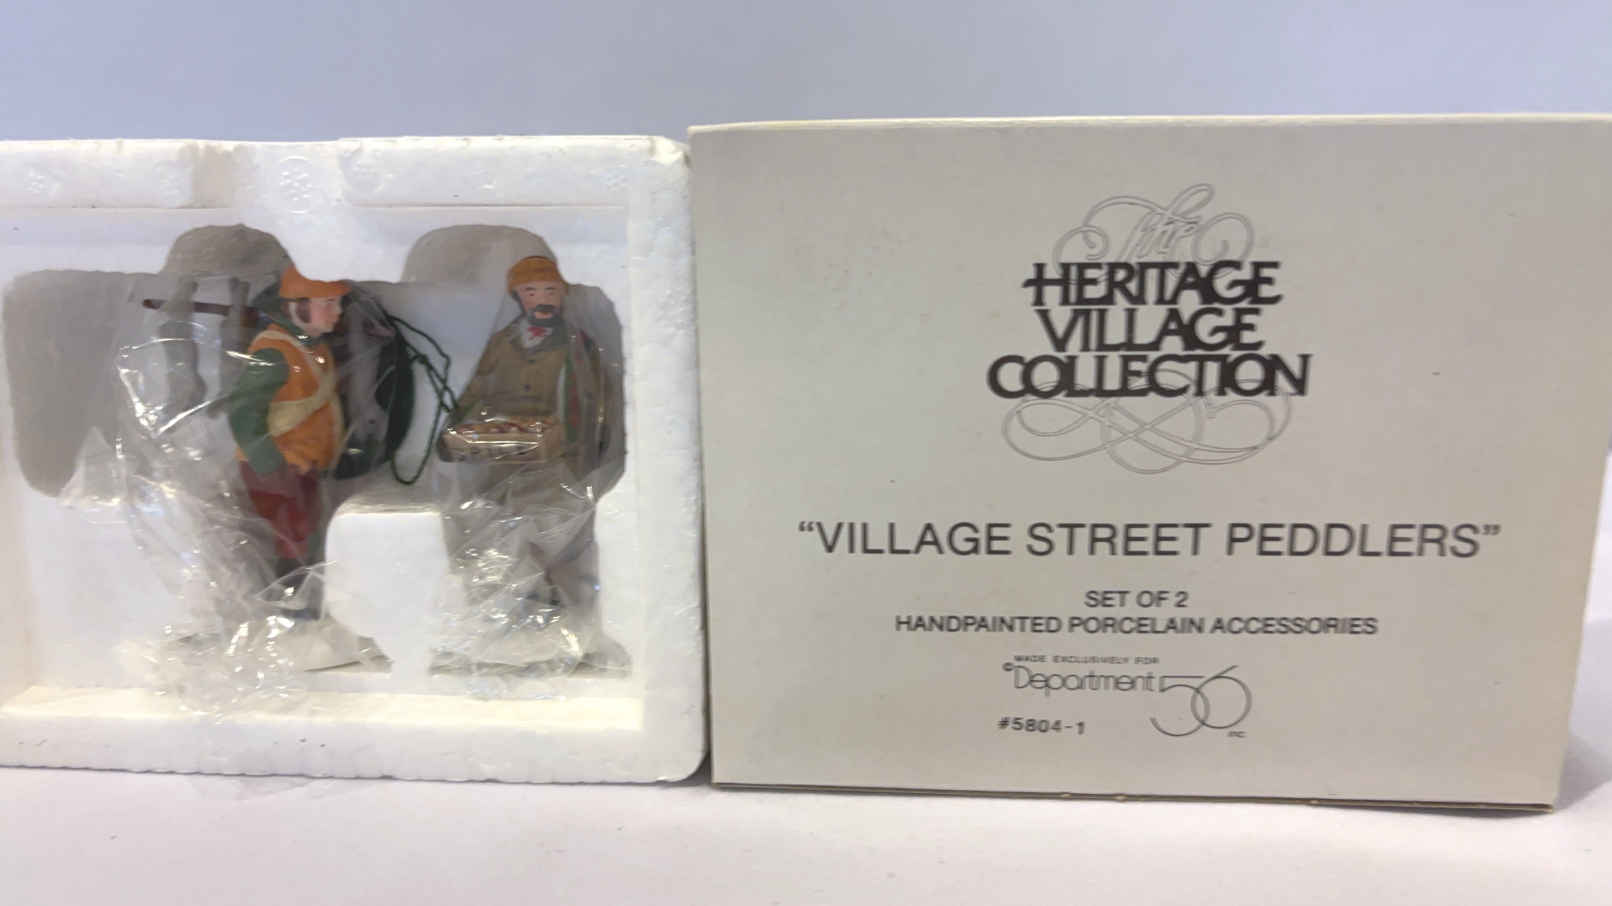 The
HERITAGE
VILLAGE
COLLECTION
“VILLAGE STREET PEDDLERS”
SET OF 2
HANDPAINTED PORCELAIN ACCESSORIES
MADE EXCLUSIVELY FOR
©Department 56 INC
#5804-1